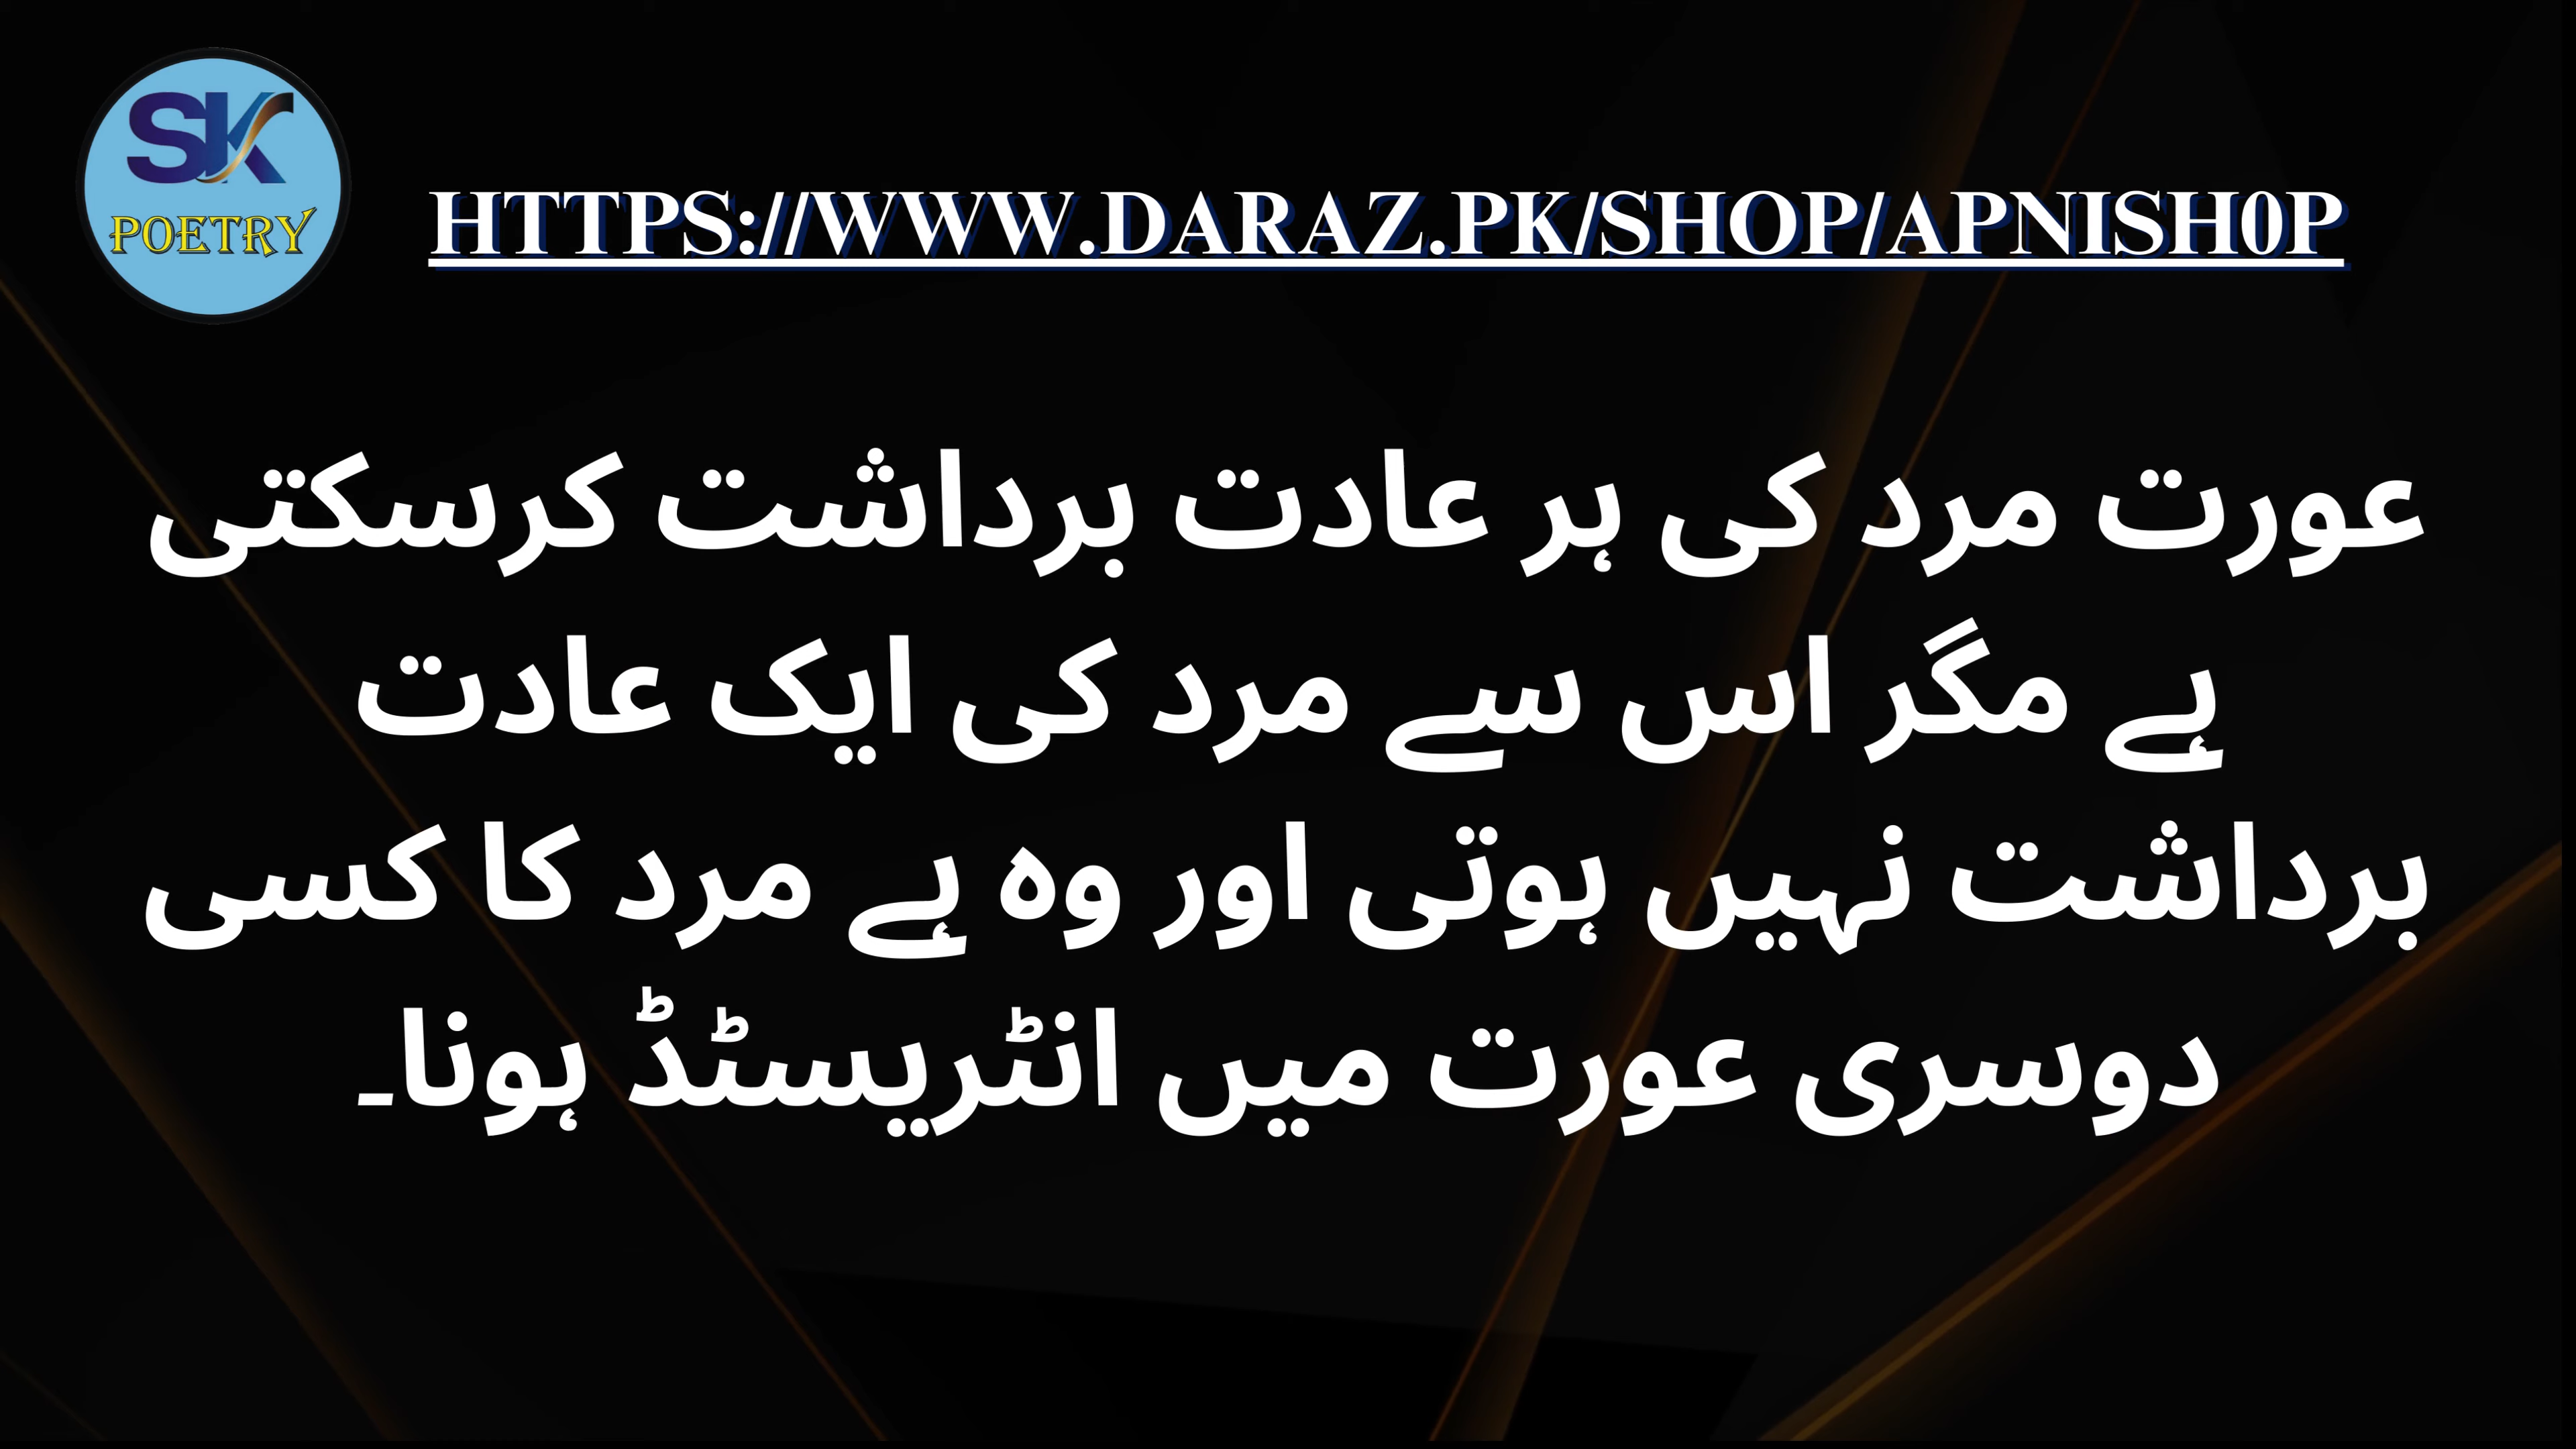 SK
POETRY
HTTPS://WWW.DARAZ.PK/SHOP/APNISH0P
عورت مرد کی ہر عادت برداشت کرسکتی
ہے مگر اس سے مرد کی ایک عادت
برداشت نہیں ہوتی اور وہ ہے مرد کا کسی
دوسری عورت میں انٹریسٹڈ ہونا۔